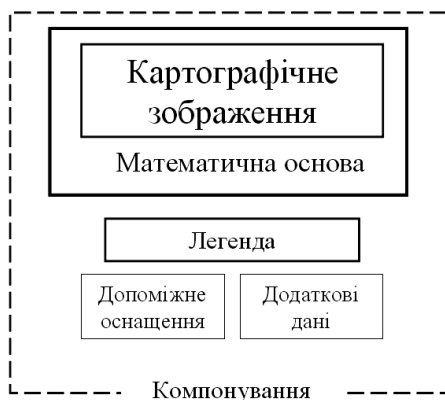 Картографічне
зображення
Математична основа
Легенда
Допоміжне
оснащення
Додаткові
дані
Компонування